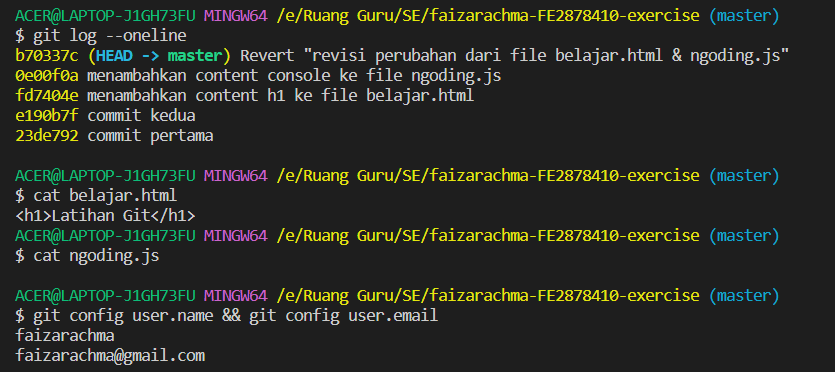 ACER@LAPTOP-J1GH73FU MINGW64 /e/Ruang Guru/SE/faizarachma-FE2878410-exercise (master)
$ git log --oneline
b70337c (HEAD -> master) Revert "revisi perubahan dari file belajar.html & ngoding.js"
0e00f0a menambahkan content console ke file ngoding.js
fd7404e menambahkan content h1 ke file belajar.html
e190b7f commit kedua
23de792 commit pertama
ACER@LAPTOP-J1GH73FU MINGW64 /e/Ruang Guru/SE/faizarachma-FE2878410-exercise (master)
$ cat belajar.html
<h1>Latihan Git</h1>
ACER@LAPTOP-J1GH73FU MINGW64 /e/Ruang Guru/SE/faizarachma-FE2878410-exercise (master)
$ cat ngoding.js
ACER@LAPTOP-J1GH73FU MINGW64 /e/Ruang Guru/SE/faizarachma-FE2878410-exercise (master)
$ git config user.name && git config user.email
faizarachma
faizarachma@gmail.com